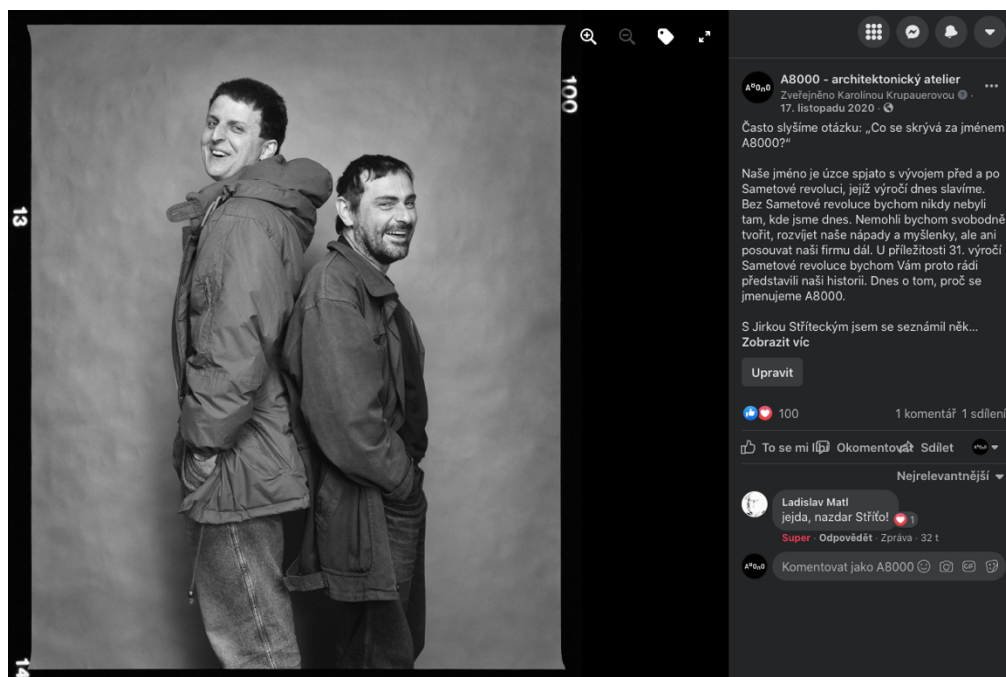 100
13
14
A8000 - architektonický atelier
Zveřejněno Karolínou Krupauerovou ·
17. listopadu 2020 ·
Často slyšíme otázku: „Co se skrývá za jménem
A8000?“
Naše jméno je úzce spjato s vývojem před a po
Sametové revoluci, jejíž výročí dnes slavíme.
Bez Sametové revoluce bychom nikdy nebyli
tam, kde jsme dnes. Nemohli bychom svobodně
tvořit, rozvíjet naše nápady a myšlenky, ale ani
posouvat naši firmu dál. U příležitosti 31. výročí
Sametové revoluce bychom Vám proto rádi
představili naši historii. Dnes o tom, proč se
jmenujeme A8000.
S Jirkou Stříteckým jsem se seznámil něk...
Zobrazit víc
Upravit
100 1 komentář 1 sdílení
To se mi líbí Okomentovat Sdílet
Nejrelevantnější
Ladislav Matl
jejda, nazdar Stříťo! 1
Super · Odpovědět · Zpráva · 32 t
Komentovat jako A8000 GIF